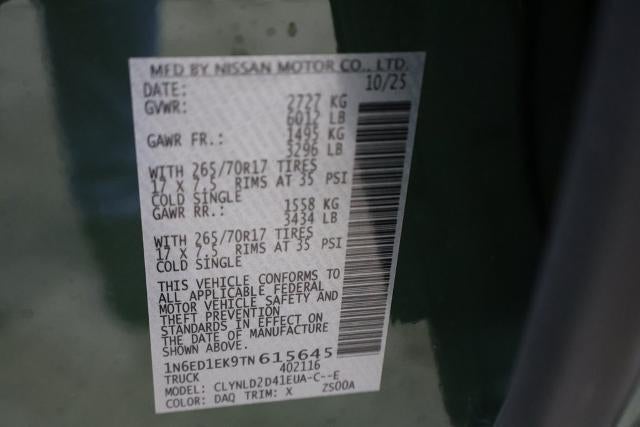 MFD BY NISSAN MOTOR CO., LTD.
DATE: 10/25
GVWR: 2727 KG
6012 LB
GAWR FR.: 1495 KG
3296 LB
WITH 265/70R17 TIRES
17 X 7.5 RIMS AT 35 PSI
COLD SINGLE
GAWR RR.: 1558 KG
3434 LB
WITH 265/70R17 TIRES
17 X 7.5 RIMS AT 35 PSI
COLD SINGLE
THIS VEHICLE CONFORMS TO
ALL APPLICABLE FEDERAL
MOTOR VEHICLE SAFETY AND
THEFT PREVENTION
STANDARDS IN EFFECT ON
THE DATE OF MANUFACTURE
SHOWN ABOVE.
1N6ED1EK9TN615645
TRUCK 402116
MODEL: CLYNLD2D41EUA-C--E
COLOR: DAQ TRIM: X ZS00A